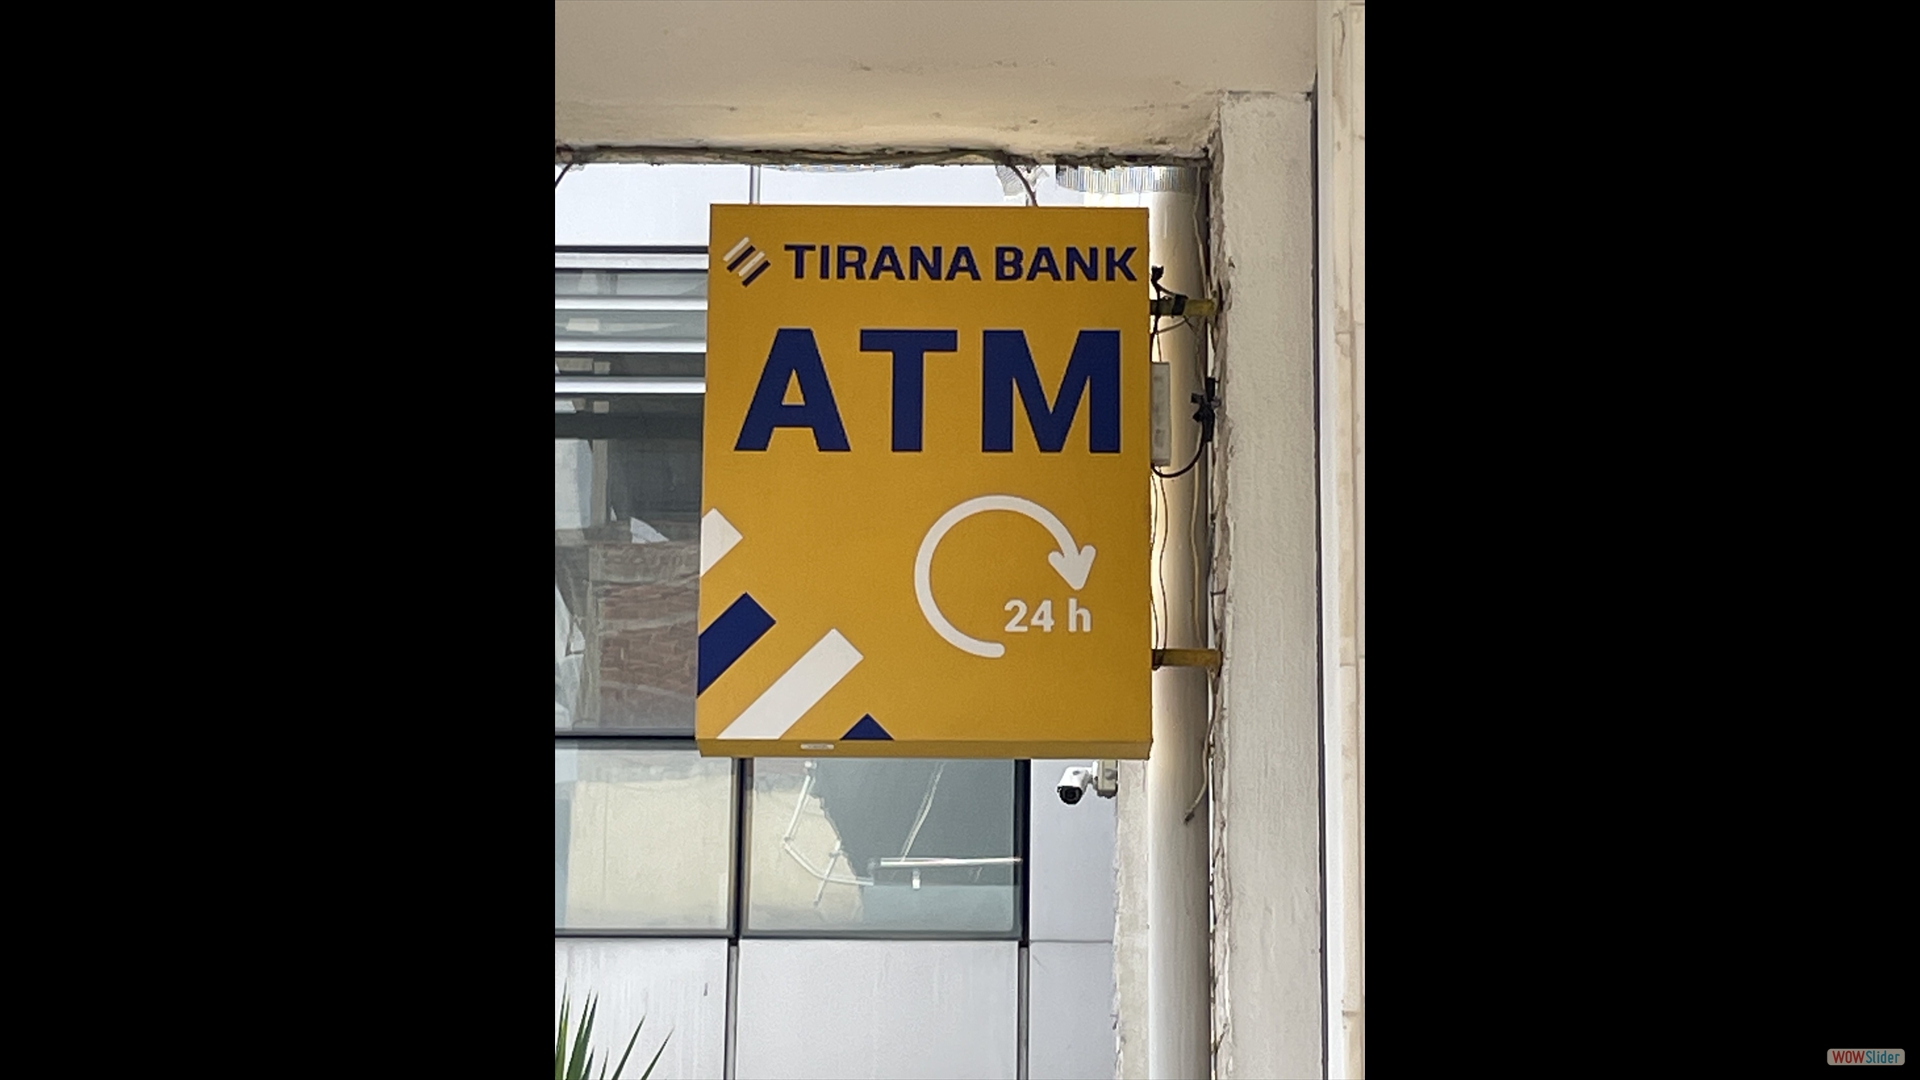 TIRANA BANK
ATM
24 h
WOWSlider